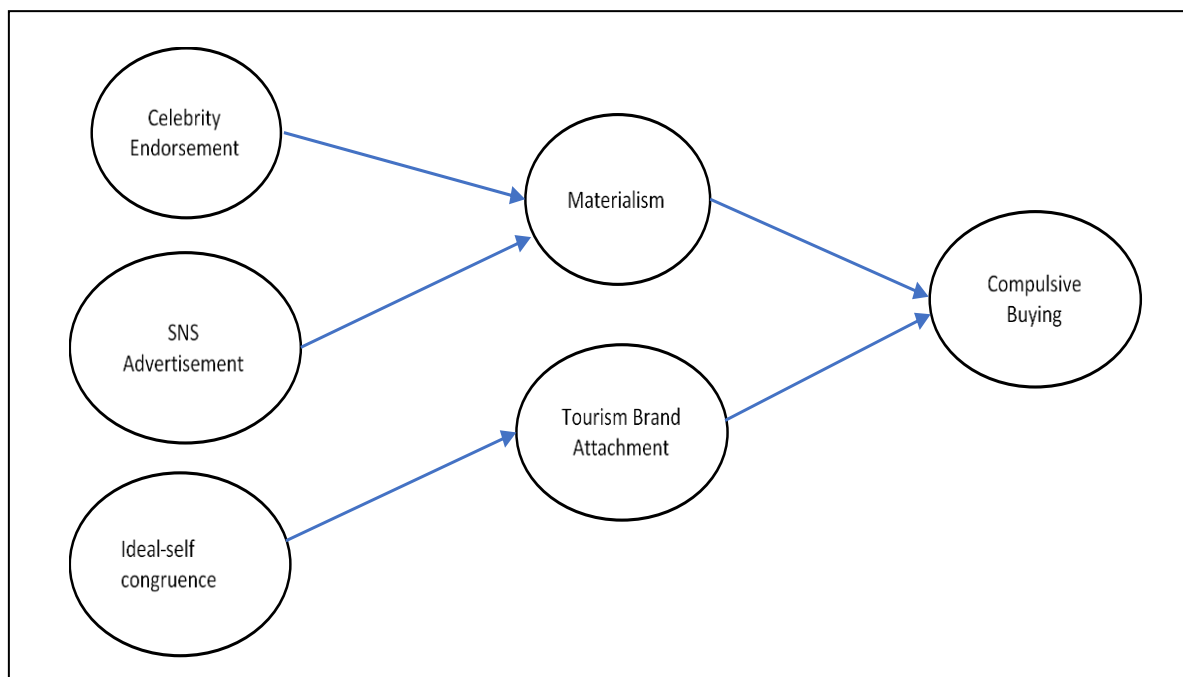 Celebrity
Endorsement
SNS
Advertisement
Ideal-self
congruence
Materialism
Tourism Brand
Attachment
Compulsive
Buying